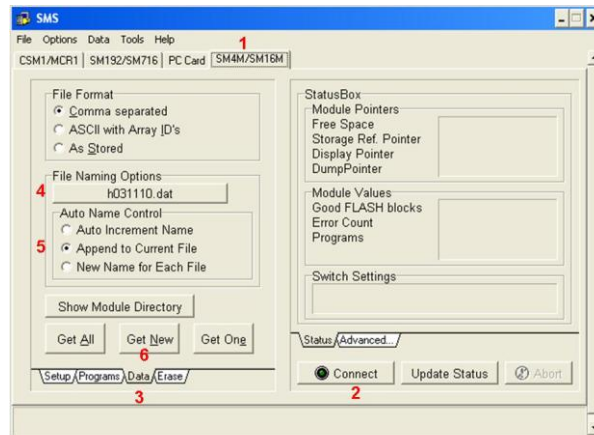 SMS
File Options Data Tools Help
1
CSM1/MCR1 SM192/SM716 PC Card SM4M/SM16M
File Format
Comma separated
ASCII with Array ID's
As Stored
File Naming Options
4 h031110.dat
Auto Name Control
Auto Increment Name
5 Append to Current File
New Name for Each File
Show Module Directory
Get All Get New Get One
6
Setup Programs Data Erase
3
StatusBox
Module Pointers
Free Space
Storage Ref. Pointer
Display Pointer
DumpPointer
Module Values
Good FLASH blocks
Error Count
Programs
Switch Settings
Status Advanced...
Connect Update Status Abort
2